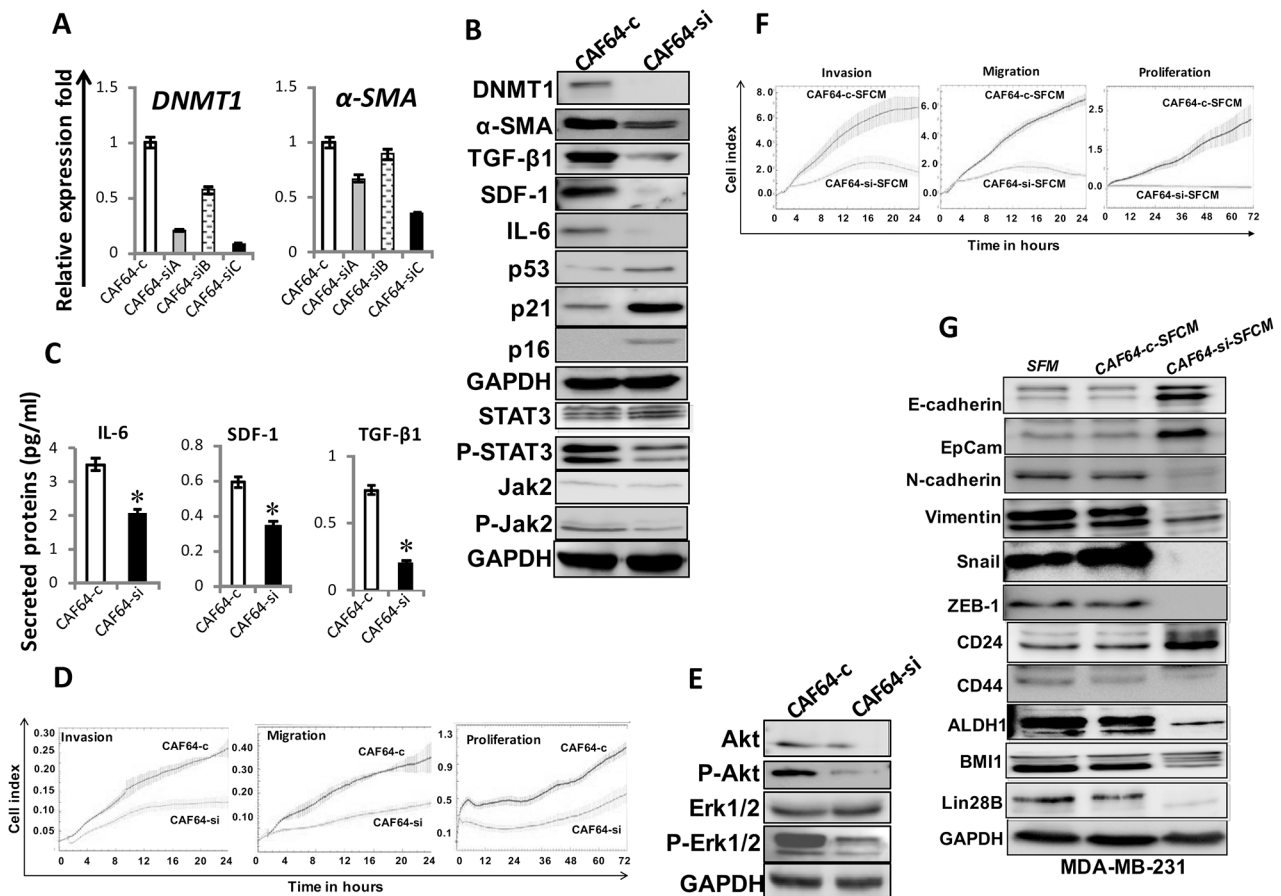 A
Relative expression fold
DNMT1
1.5
1
0.5
0
CAF64-c
CAF64-siA
CAF64-siB
CAF64-siC
α-SMA
1.5
1
0.5
0
CAF64-c
CAF64-siA
CAF64-siB
CAF64-siC
B
CAF64-c
CAF64-si
DNMT1
α-SMA
TGF-β1
SDF-1
IL-6
p53
p21
p16
GAPDH
STAT3
P-STAT3
Jak2
P-Jak2
GAPDH
C
Secreted proteins (pg/ml)
IL-6
4
3
2
1
0
*
CAF64-c
CAF64-si
SDF-1
0.8
0.6
0.4
0.2
0
*
CAF64-c
CAF64-si
TGF-β1
1
0.5
0
*
CAF64-c
CAF64-si
D
Cell index
Invasion
0.30
0.25
0.20
0.15
0.10
0.05
CAF64-c
CAF64-si
0 4 8 12 16 20 24
Migration
0.40
0.30
0.20
0.10
0.0
CAF64-c
CAF64-si
0 4 8 12 16 20 24
Proliferation
1.3
0.9
0.5
0.1
CAF64-c
CAF64-si
0 12 24 36 48 60 72
Time in hours
E
CAF64-c
CAF64-si
Akt
P-Akt
Erk1/2
P-Erk1/2
GAPDH
F
Cell index
Invasion
8.0
6.0
4.0
2.0
0.0
CAF64-c-SFCM
CAF64-si-SFCM
0 4 8 12 16 20 24
Migration
6.0
4.0
2.0
0.0
CAF64-c-SFCM
CAF64-si-SFCM
0 4 8 12 16 20 24
Proliferation
2.5
1.5
0.0
CAF64-c-SFCM
CAF64-si-SFCM
0 12 24 36 48 60 72
Time in hours
G
SFM
CAF64-c-SFCM
CAF64-si-SFCM
E-cadherin
EpCam
N-cadherin
Vimentin
Snail
ZEB-1
CD24
CD44
ALDH1
BMI1
Lin28B
GAPDH
MDA-MB-231